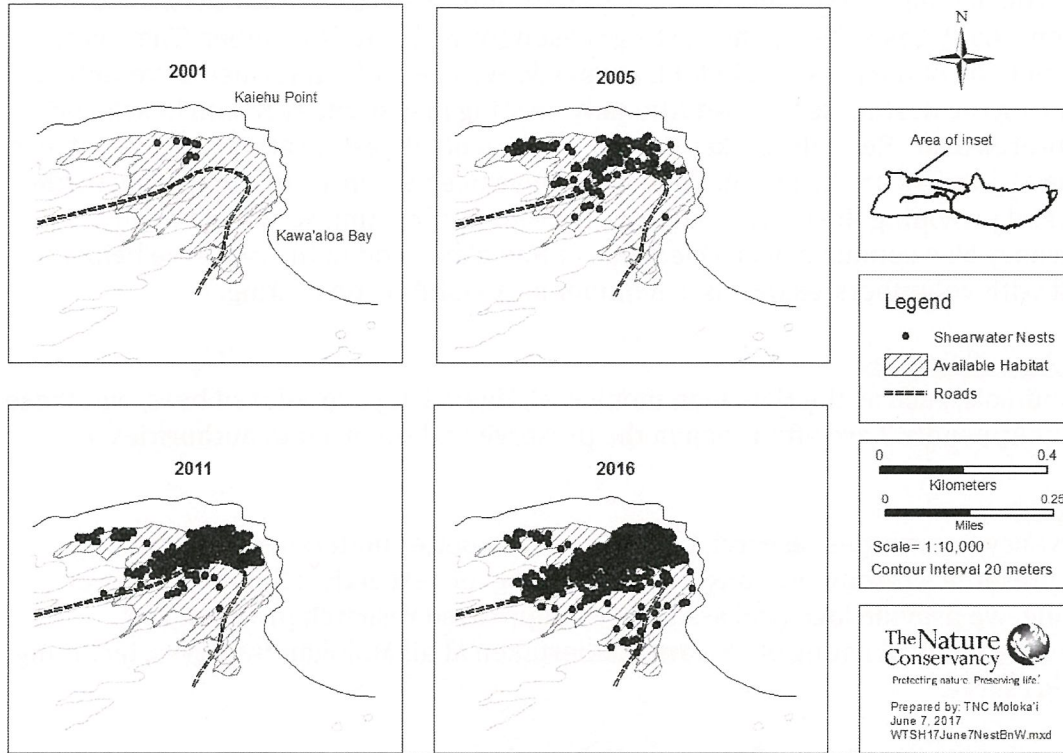 2001
Kaiehu Point
Kawa'aloa Bay
2005
2011
2016
N
Area of inset
Legend
Shearwater Nests
Available Habitat
Roads
0 0.4
Kilometers
0 0.25
Miles
Scale= 1:10,000
Contour Interval 20 meters
The Nature
Conservancy
Protecting nature. Preserving life.
Prepared by: TNC Moloka'i
June 7, 2017
WTSH17June7NestBnW.mxd